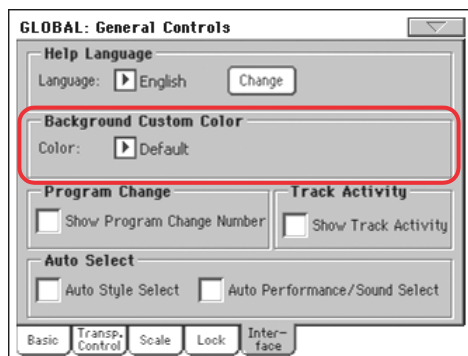 GLOBAL: General Controls
Help Language
Language: English Change
Background Custom Color
Color: Default
Program Change Track Activity
Show Program Change Number Show Track Activity
Auto Select
Auto Style Select Auto Performance/Sound Select
Basic Transp. Control Scale Lock Inter-
face